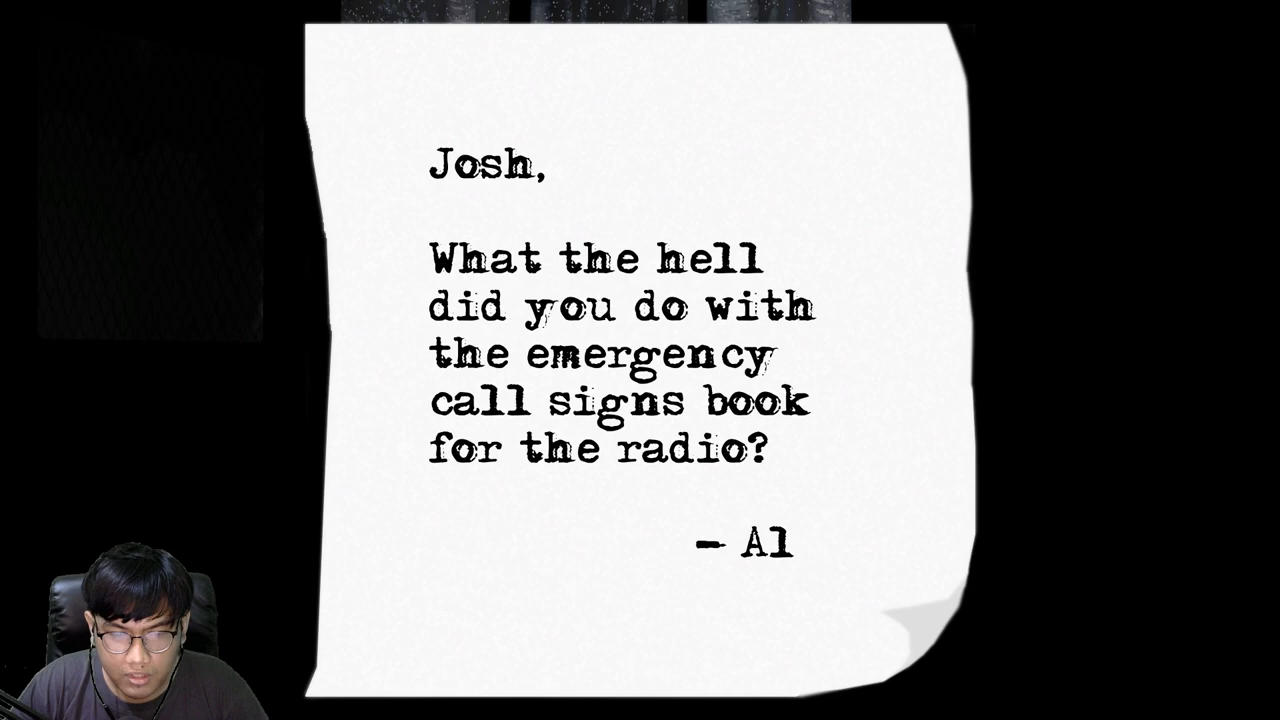 Josh,
What the hell
did you do with
the emergency
call signs book
for the radio?
– Al